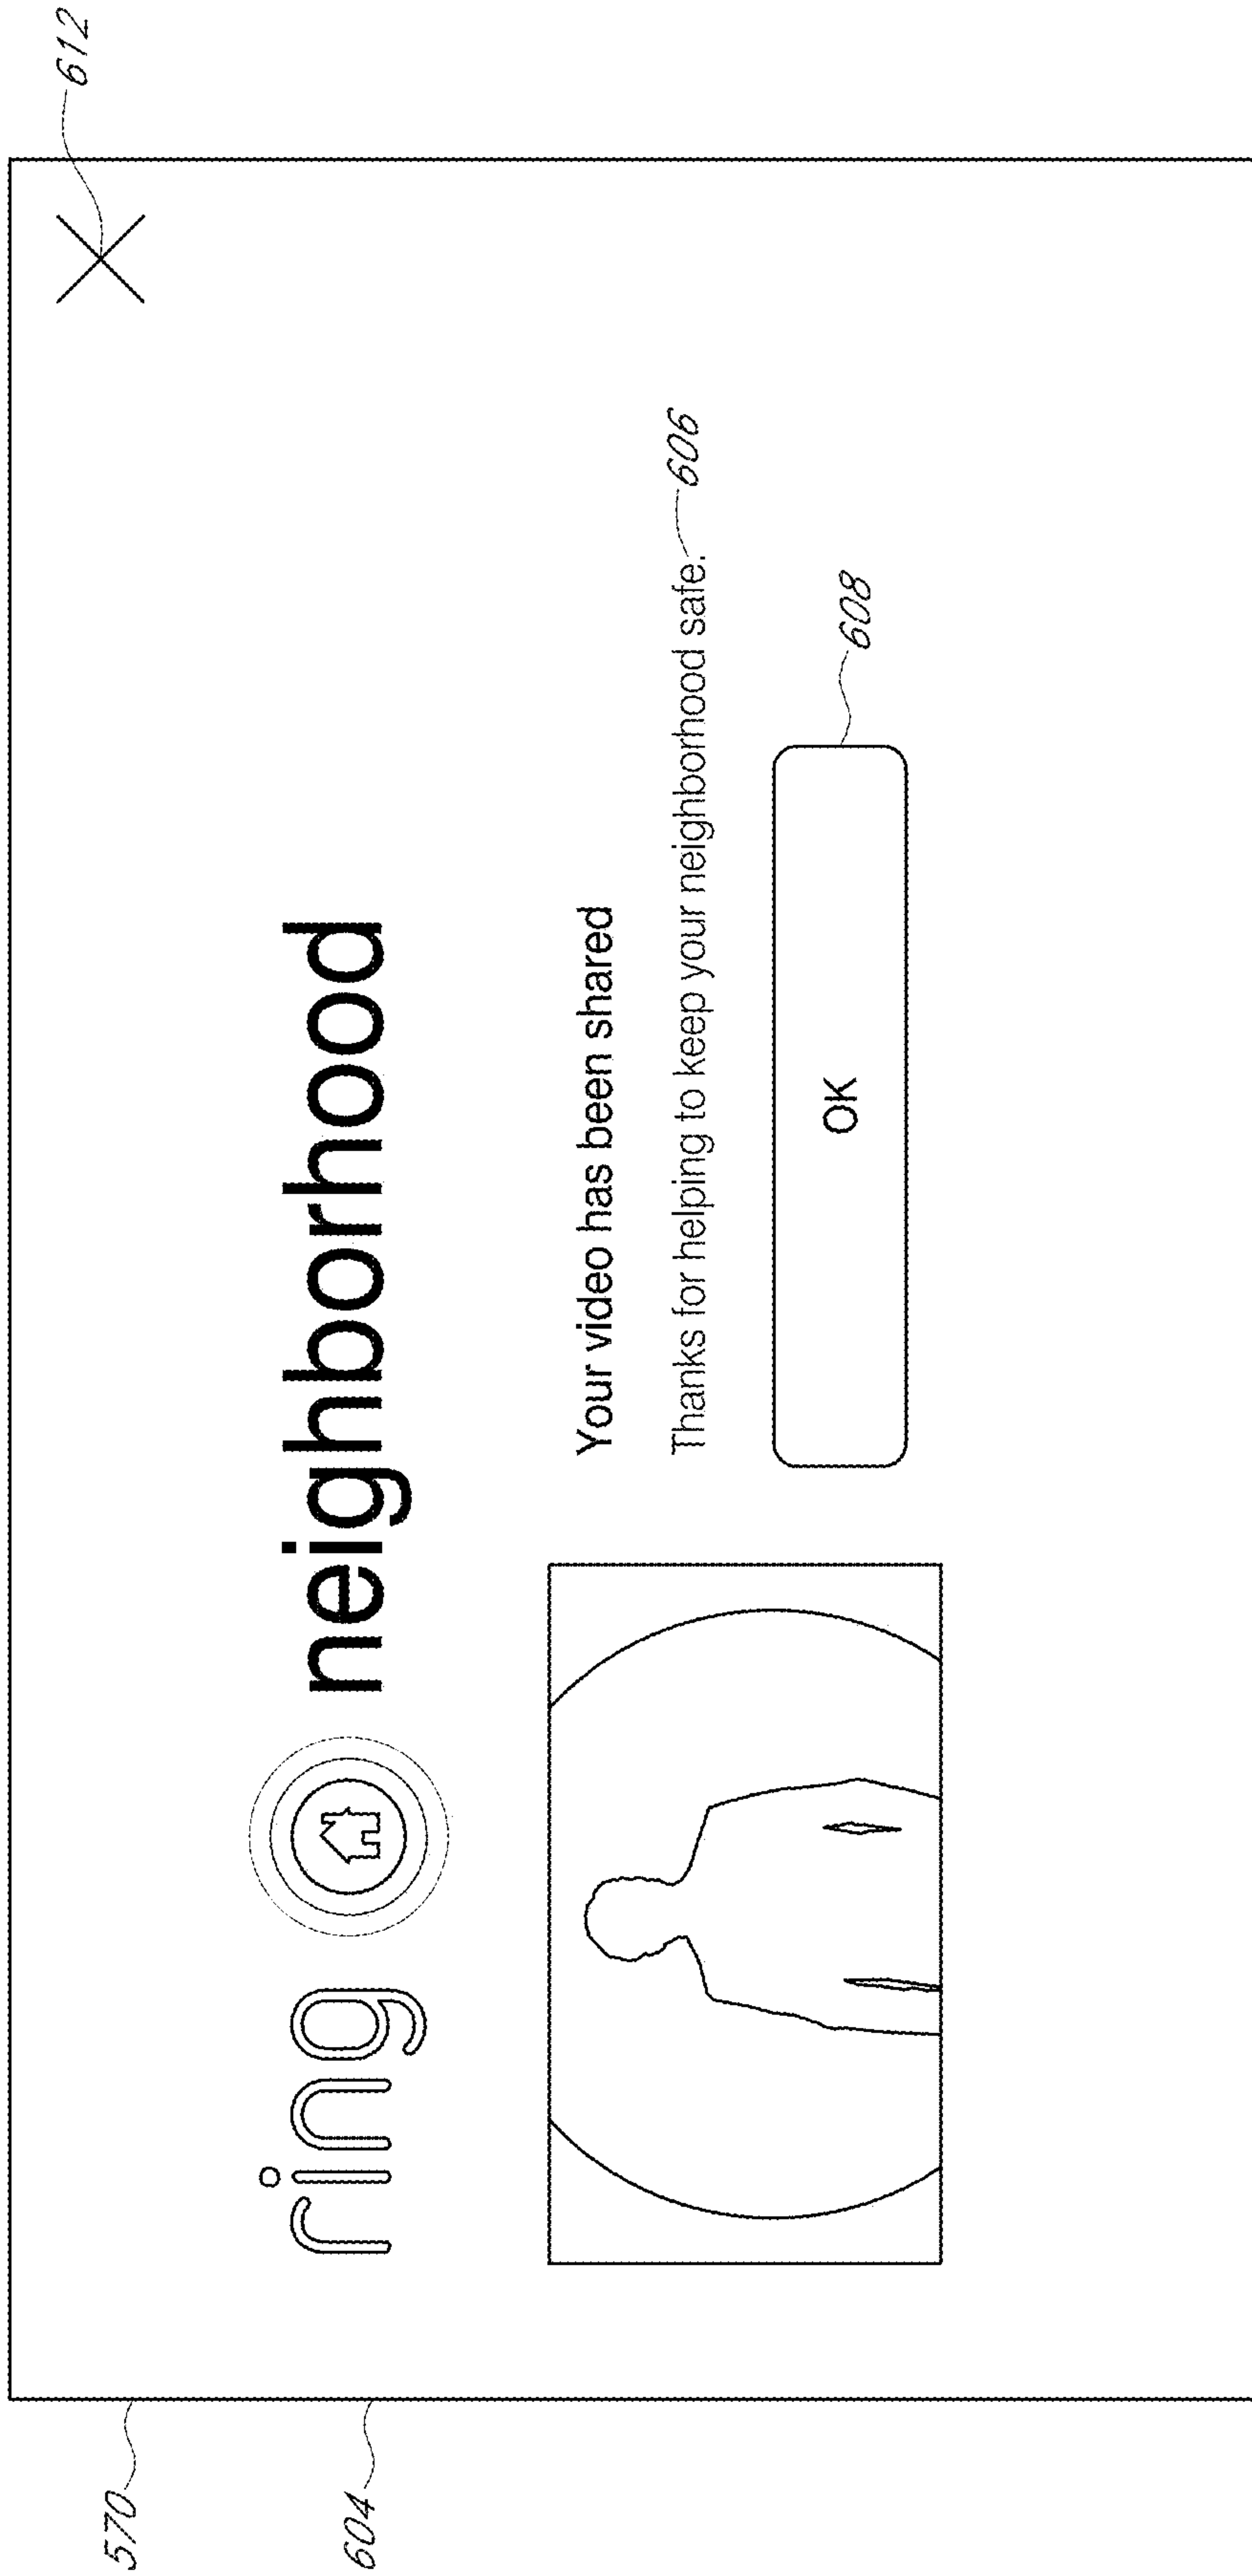 612
570
ring neighborhood
604
Your video has been shared
Thanks for helping to keep your neighborhood safe.
606
OK
608